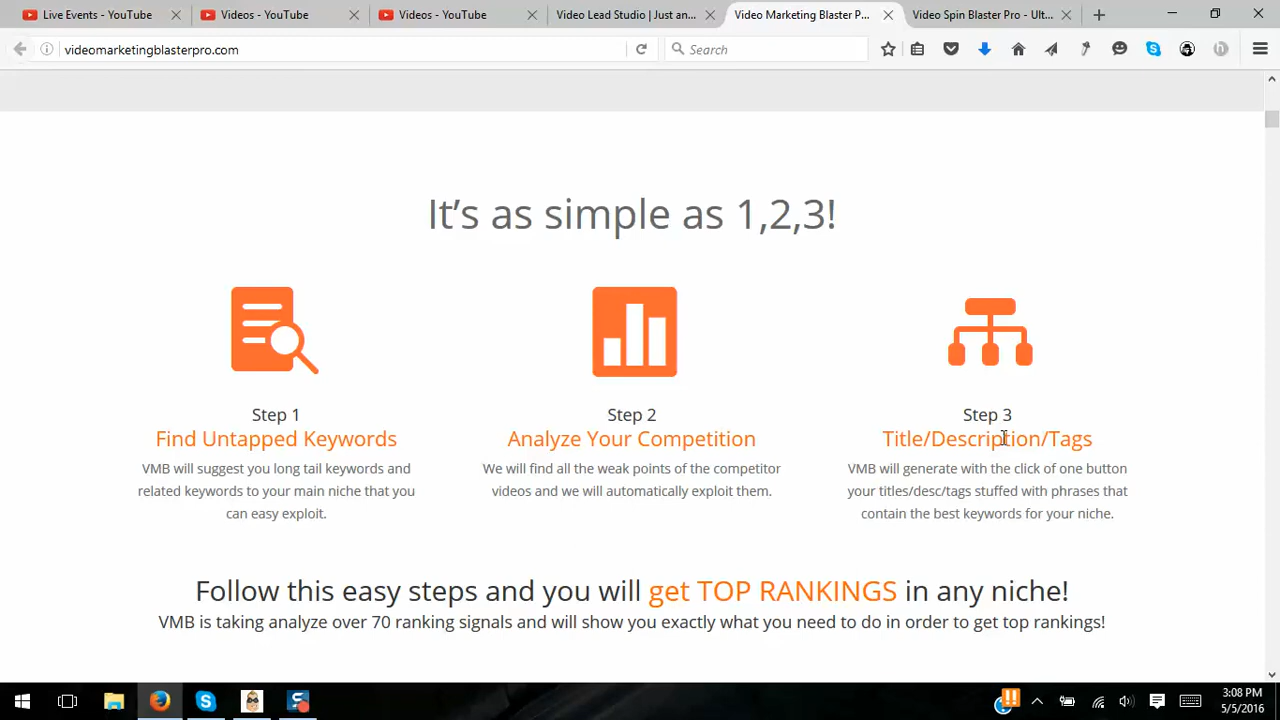 Live Events - YouTube
Videos - YouTube
Videos - YouTube
Video Lead Studio | Just an...
Video Marketing Blaster P...
Video Spin Blaster Pro - Ult...
videomarketingblasterpro.com
Search
It's as simple as 1,2,3!
Step 1
Find Untapped Keywords
VMB will suggest you long tail keywords and
related keywords to your main niche that you
can easy exploit.
Step 2
Analyze Your Competition
We will find all the weak points of the competitor
videos and we will automatically exploit them.
Step 3
Title/Description/Tags
VMB will generate with the click of one button
your titles/desc/tags stuffed with phrases that
contain the best keywords for your niche.
Follow this easy steps and you will get TOP RANKINGS in any niche!
VMB is taking analyze over 70 ranking signals and will show you exactly what you need to do in order to get top rankings!
3:08 PM
5/5/2016